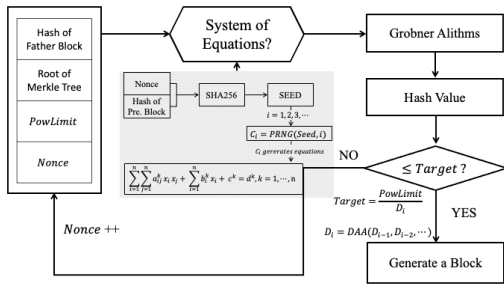 Hash of
Father Block
Root of
Merkle Tree
PowLimit
Nonce
System of
Equations?
Grobner Alithms
Hash Value
Nonce
Hash of
Pre. Block
SHA256
SEED
i = 1,2,3,⋯
C_i = PRNG(Seed, i)
C_i gererates equations
∑_{i=1}^{n} ∑_{j=1}^{n} a_{ij}^k x_i x_j + ∑_{i=1}^{n} b_i^k x_i + c^k = d^k, k = 1,⋯,n
NO
≤ Target ?
Target = PowLimit / D_i
YES
D_i = DAA(D_{i−1}, D_{i−2},⋯)
Nonce ++
Generate a Block